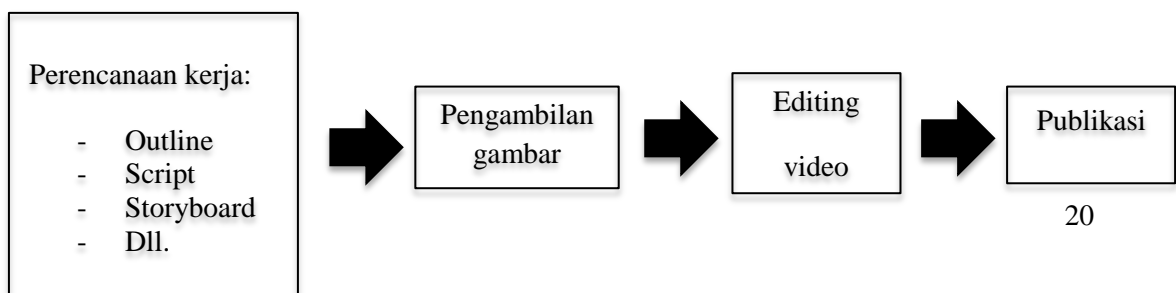 Perencanaan kerja:
- Outline
- Script
- Storyboard
- Dll.
Pengambilan
gambar
Editing
video
Publikasi
20